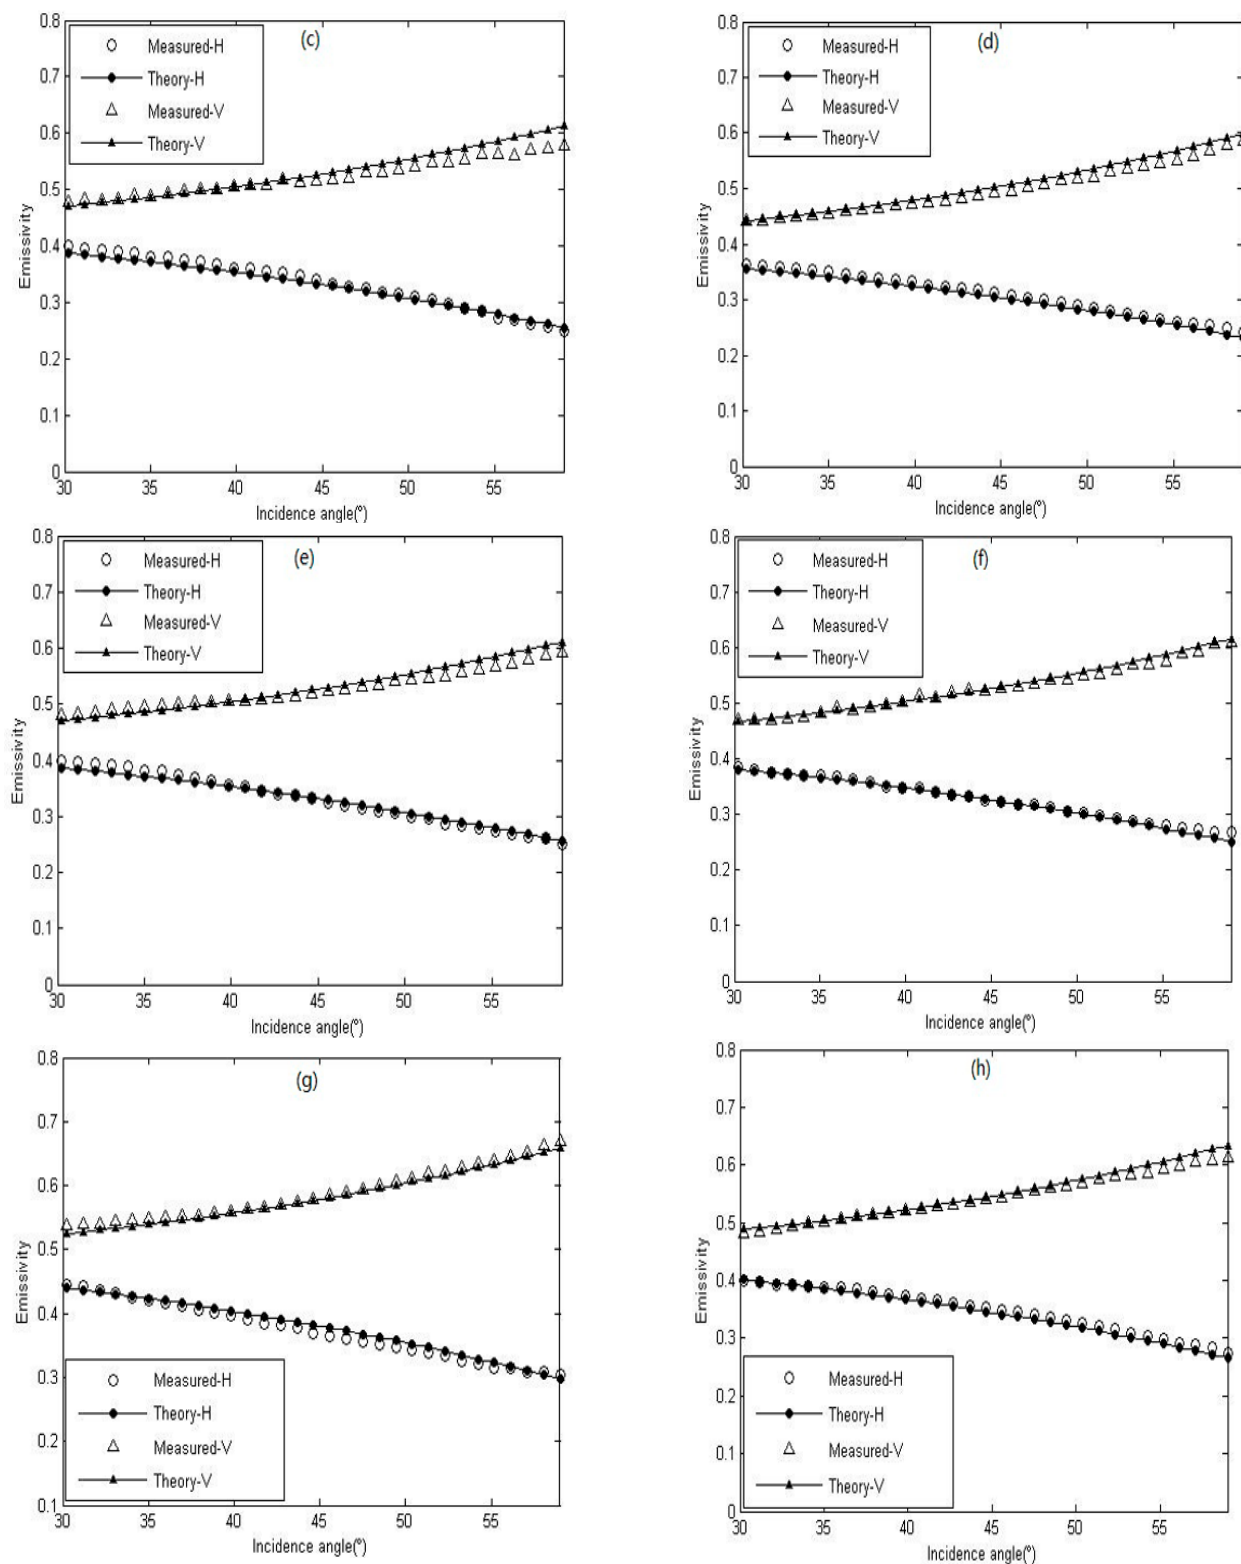 (c)
Measured-H
Theory-H
Measured-V
Theory-V
0.8
0.7
0.6
0.5
0.4
0.3
0.2
0.1
0
Emissivity
30 35 40 45 50 55
Incidence angle(°)
(d)
Measured-H
Theory-H
Measured-V
Theory-V
0.8
0.7
0.6
0.5
0.4
0.3
0.2
0.1
0
Emissivity
30 35 40 45 50 55
Incidence angle(°)
(e)
Measured-H
Theory-H
Measured-V
Theory-V
0.8
0.7
0.6
0.5
0.4
0.3
0.2
0.1
0
Emissivity
30 35 40 45 50 55
Incidence angle(°)
(f)
Measured-H
Theory-H
Measured-V
Theory-V
0.8
0.7
0.6
0.5
0.4
0.3
0.2
0.1
0
Emissivity
30 35 40 45 50 55
Incidence angle(°)
(g)
0.8
0.7
0.6
0.5
0.4
0.3
0.2
0.1
Emissivity
Measured-H
Theory-H
Measured-V
Theory-V
30 35 40 45 50 55
Incidence angle(°)
(h)
0.8
0.7
0.6
0.5
0.4
0.3
0.2
0.1
0
Emissivity
Measured-H
Theory-H
Measured-V
Theory-V
30 35 40 45 50 55
Incidence angle(°)